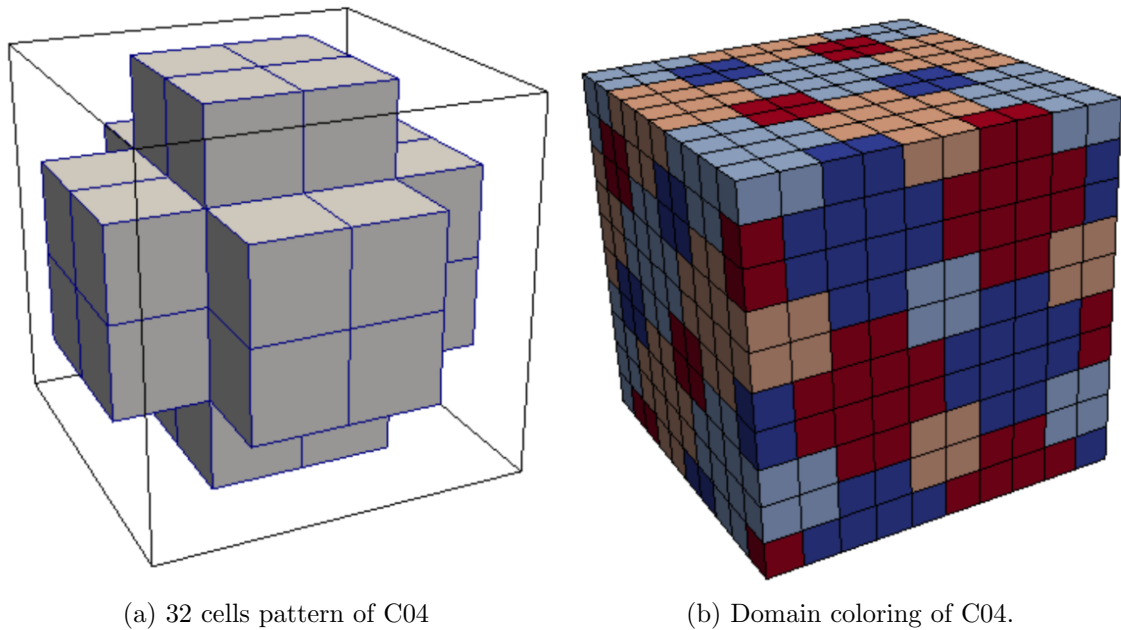 (a) 32 cells pattern of C04
(b) Domain coloring of C04.